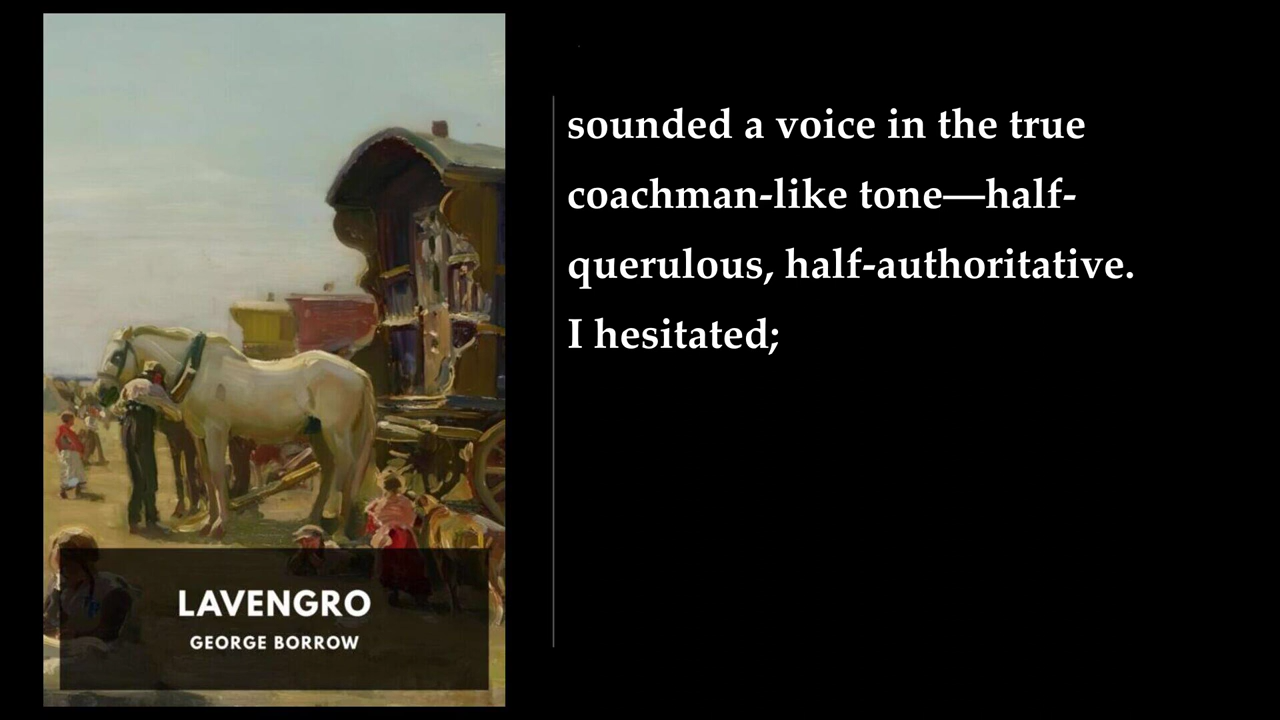 LAVENGRO
GEORGE BORROW
sounded a voice in the true
coachman-like tone—half-
querulous, half-authoritative.
I hesitated;